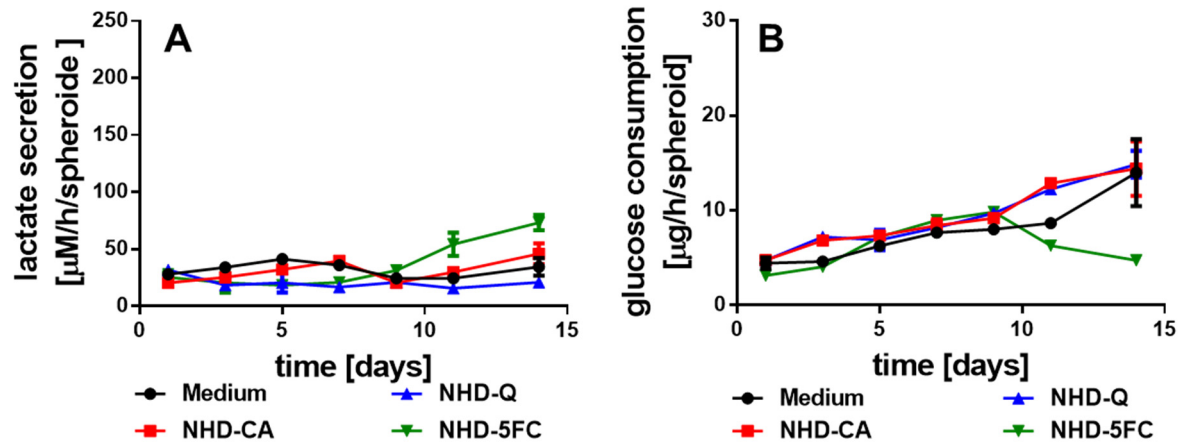 A
lactate secretion
[µM/h/spheroide ]
250
200
150
100
50
0
0 5 10 15
time [days]
Medium NHD-Q
NHD-CA NHD-5FC
B
glucose consumption
[µg/h/spheroid]
30
20
10
0
0 5 10 15
time [days]
Medium NHD-Q
NHD-CA NHD-5FC